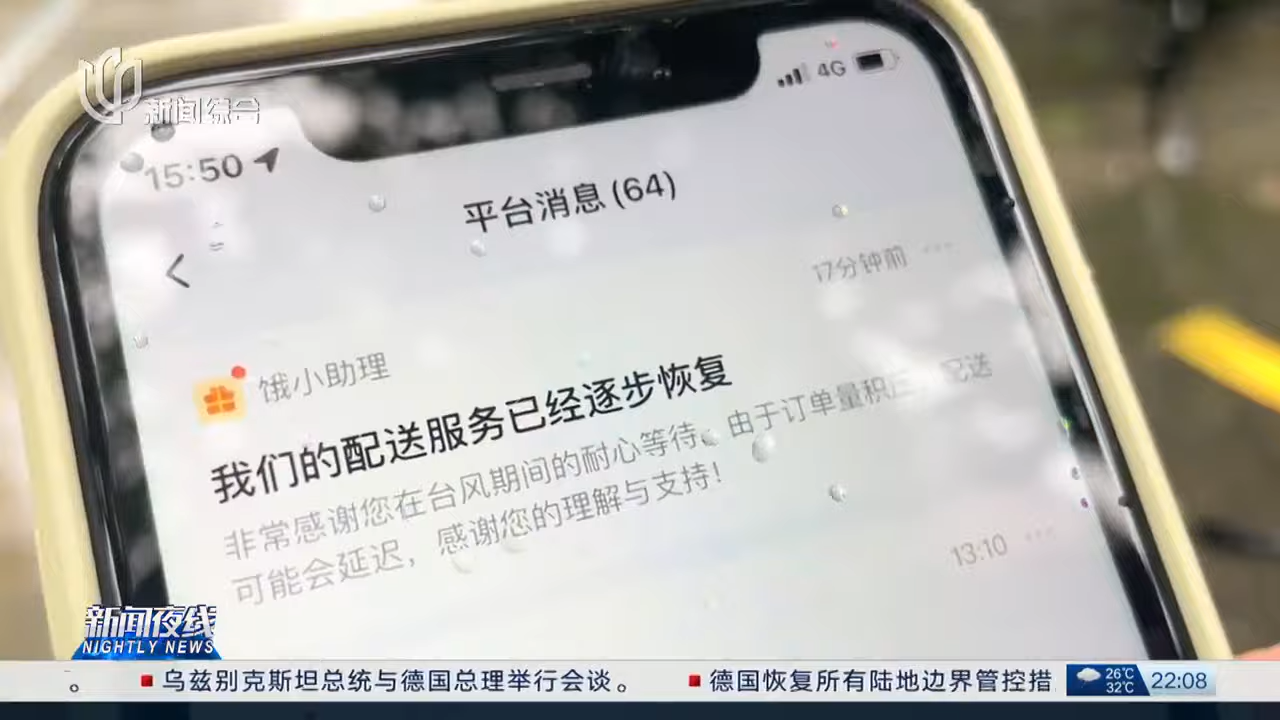 新闻综合
4G
15:50
平台消息(64)
17分钟前
饿小助理
我们的配送服务已经逐步恢复
非常感谢您在台风期间的耐心等待。由于订单量积压，配送
可能会延迟，感谢您的理解与支持！
13:10
新闻夜线
NIGHTLY NEWS
。 乌兹别克斯坦总统与德国总理举行会谈。 德国恢复所有陆地边界管控措
26℃
32℃
22:08